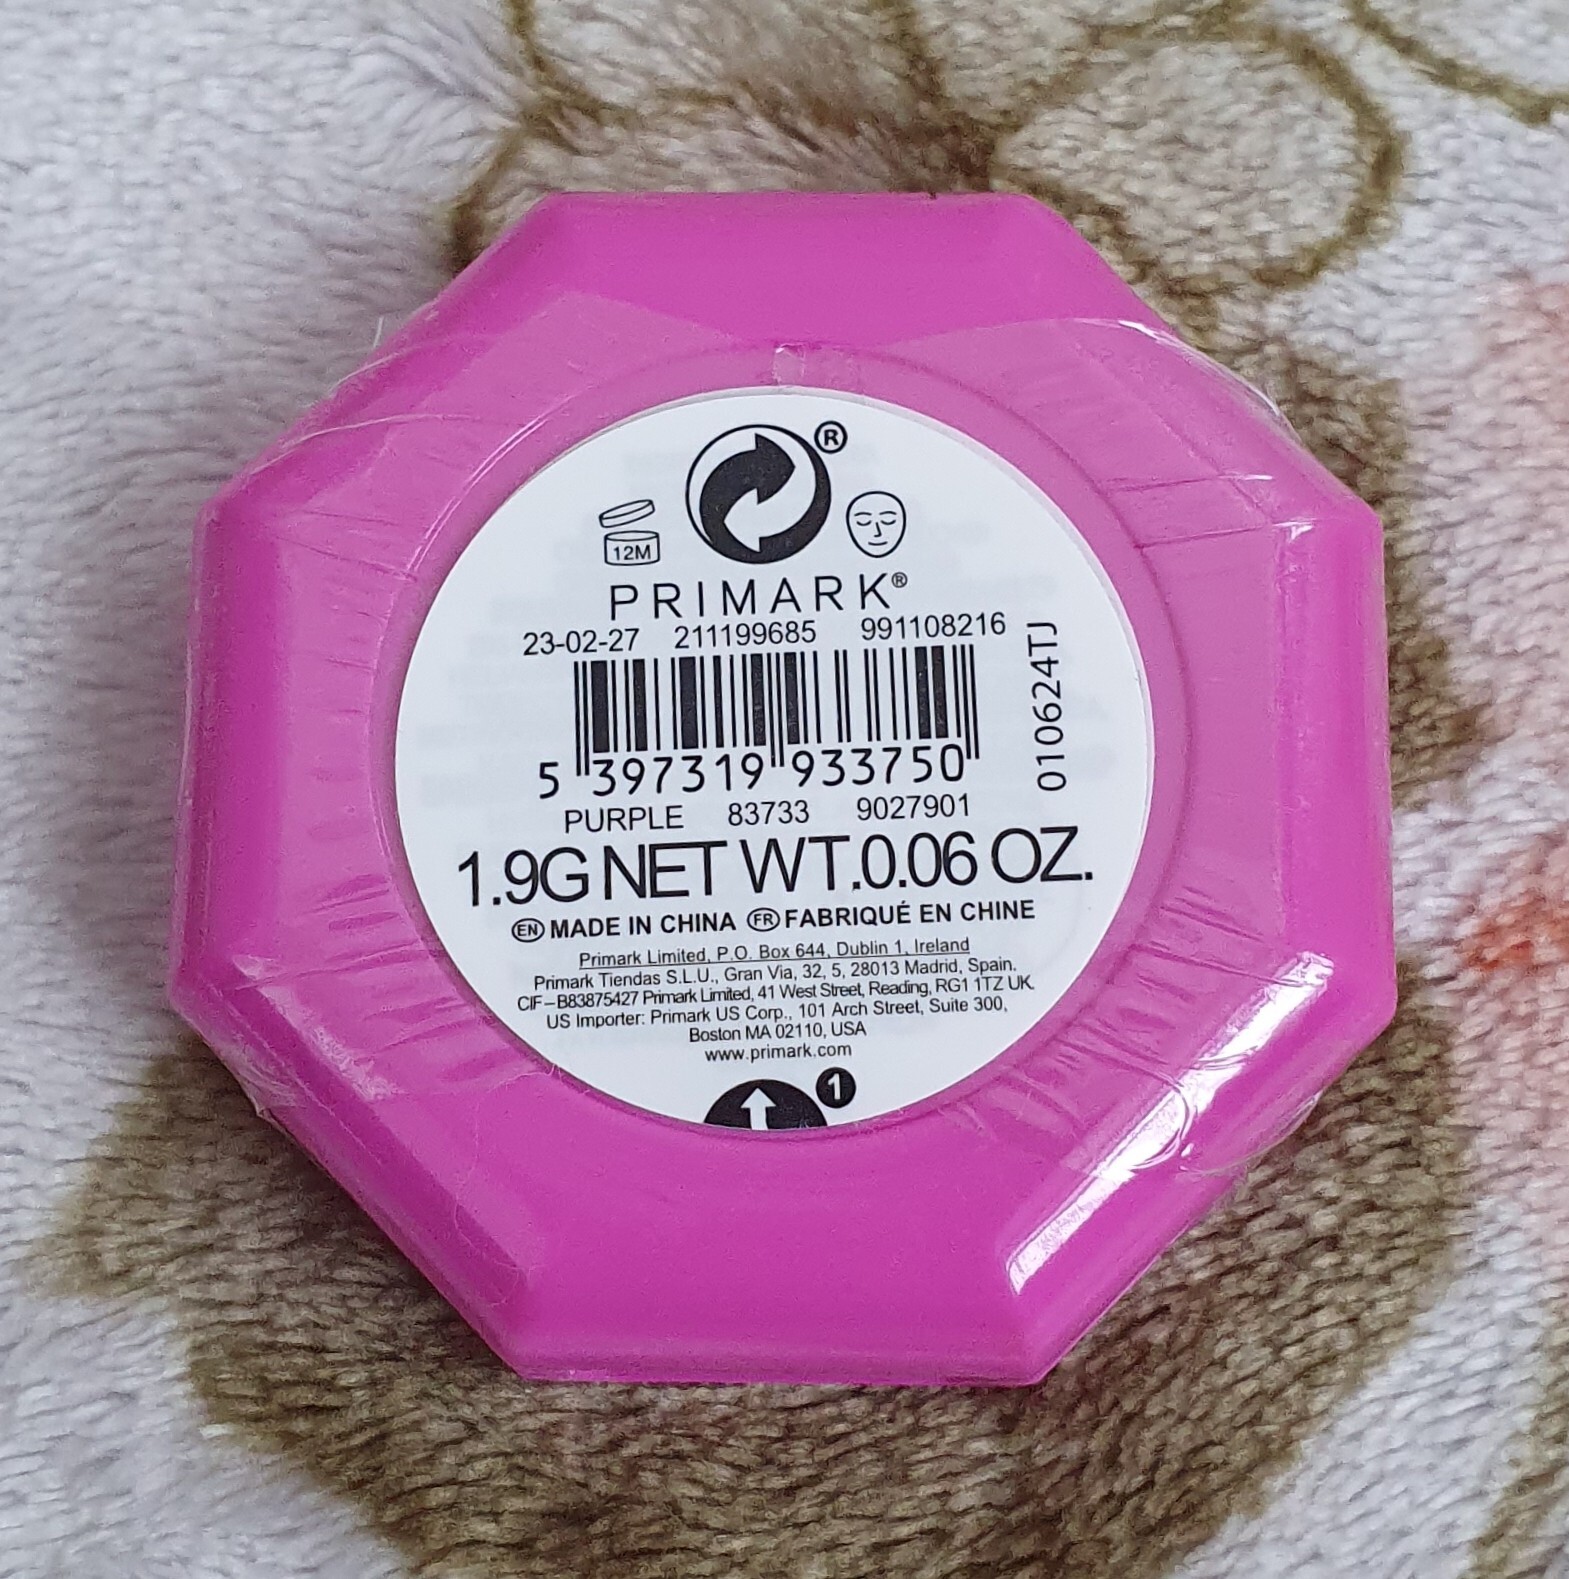 ®
12M
PRIMARK®
23-02-27 211199685 991108216
010624TJ
5 397319 933750
PURPLE 83733 9027901
1.9G NET WT.0.06 OZ.
EN MADE IN CHINA FR FABRIQUÉ EN CHINE
Primark Limited, P.O. Box 644, Dublin 1, Ireland
Primark Tiendas S.L.U., Gran Via, 32, 5, 28013 Madrid, Spain.
CIF-B83875427 Primark Limited, 41 West Street, Reading, RG1 1TZ UK.
US Importer: Primark US Corp., 101 Arch Street, Suite 300,
Boston MA 02110, USA
www.primark.com
1